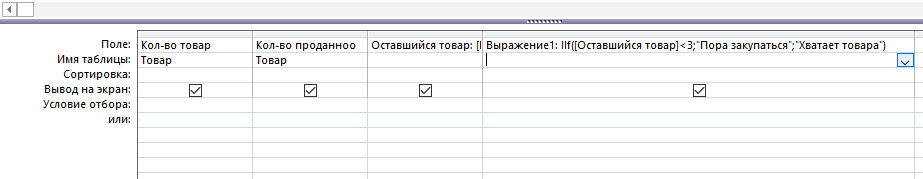 Поле: Кол-во товар Кол-во проданноо Оставшийся товар: [ Выражение1: IIf([Оставшийся товар]<3;"Пора закупаться";"Хватает товара")
Имя таблицы: Товар Товар
Сортировка:
Вывод на экран:
Условие отбора:
или: